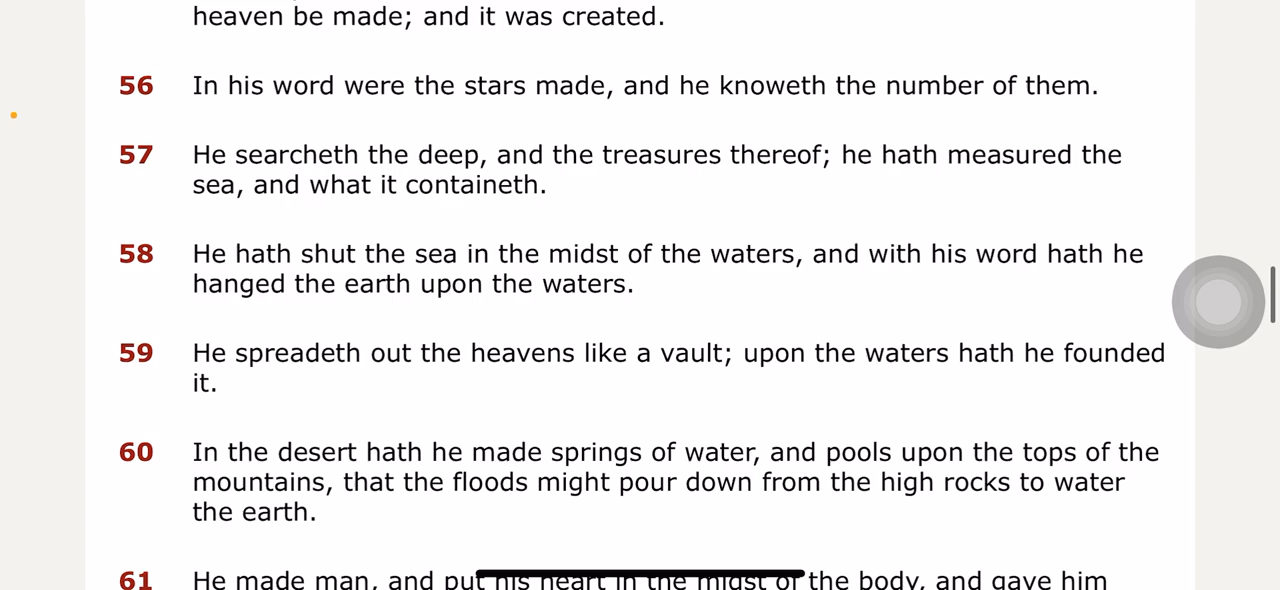 heaven be made; and it was created.
56 In his word were the stars made, and he knoweth the number of them.
57 He searcheth the deep, and the treasures thereof; he hath measured the
sea, and what it containeth.
58 He hath shut the sea in the midst of the waters, and with his word hath he
hanged the earth upon the waters.
59 He spreadeth out the heavens like a vault; upon the waters hath he founded
it.
60 In the desert hath he made springs of water, and pools upon the tops of the
mountains, that the floods might pour down from the high rocks to water
the earth.
61 He made man, and put his heart in the midst of the body, and gave him